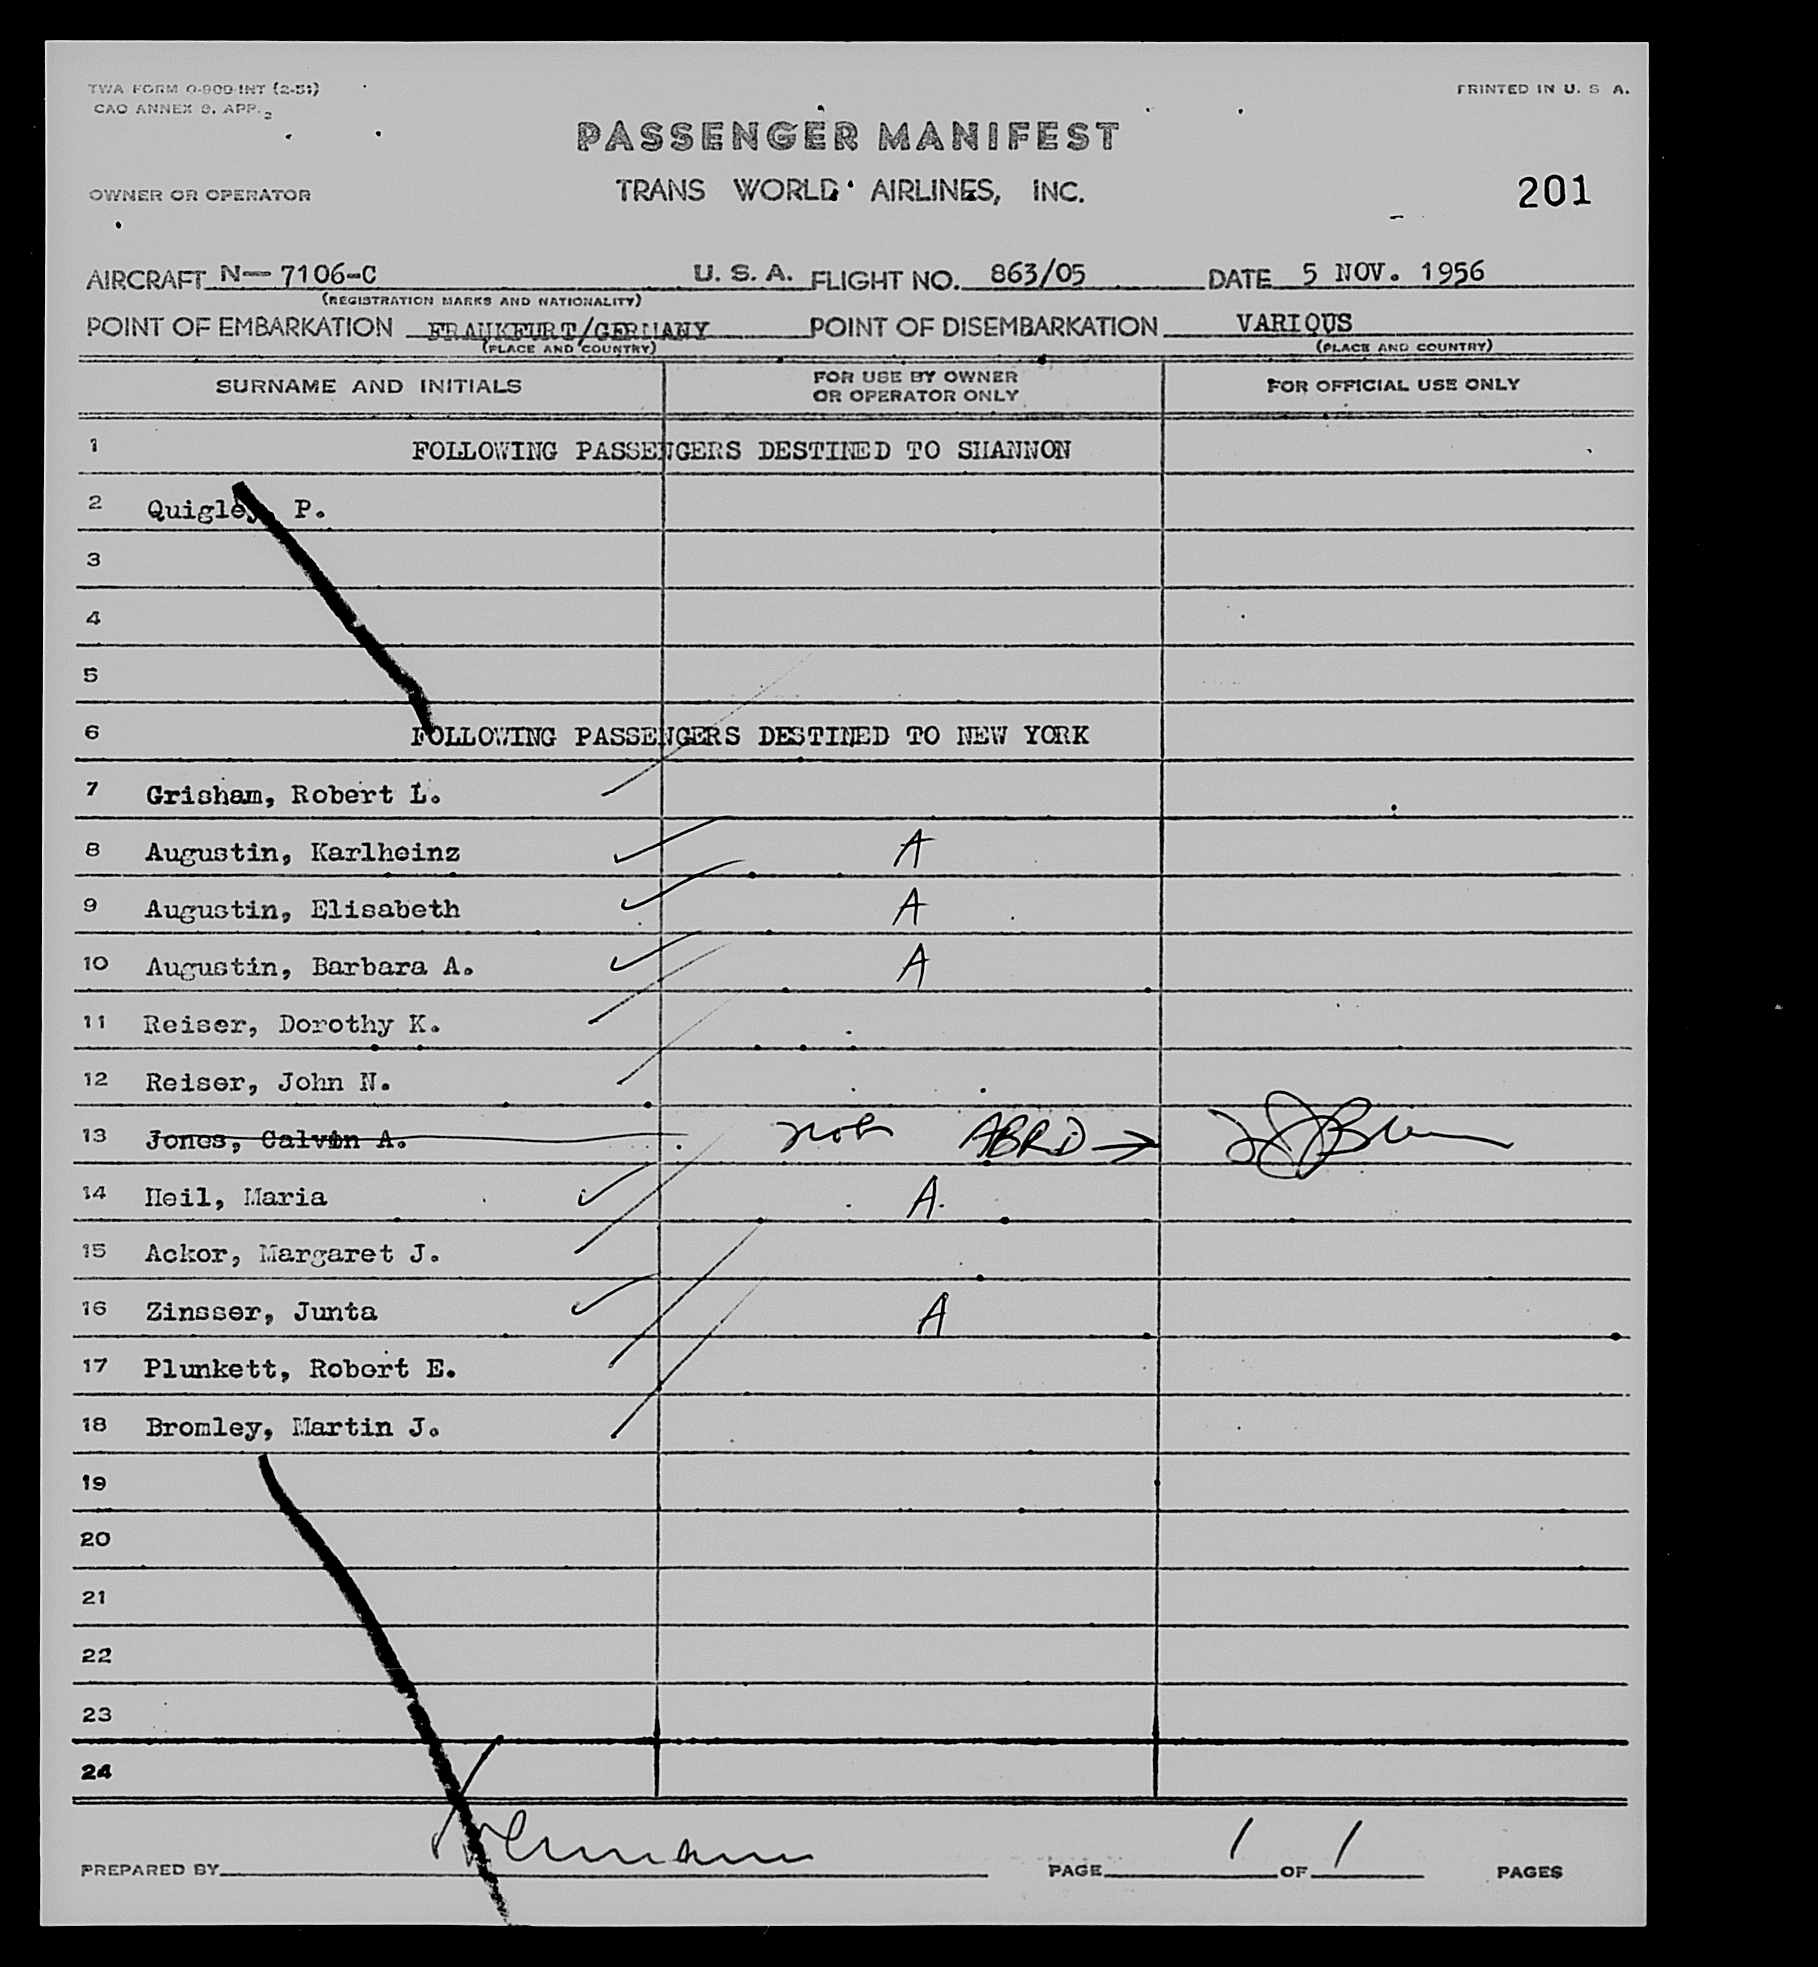 TWA FORM O-900-INT (2-51)
CAO ANNEX 9. APP. 2
PRINTED IN U. S A.
PASSENGER MANIFEST
OWNER OR OPERATOR
TRANS WORLD AIRLINES, INC.
201
AIRCRAFT N— 7106-C U. S. A. FLIGHT NO. 863/05 DATE 5 NOV. 1956
(REGISTRATION MARKS AND NATIONALITY)
POINT OF EMBARKATION FRANKFURT/GERMANY POINT OF DISEMBARKATION VARIOUS
(PLACE AND COUNTRY) (PLACE AND COUNTRY)
SURNAME AND INITIALS FOR USE BY OWNER OR OPERATOR ONLY FOR OFFICIAL USE ONLY
1 FOLLOWING PASSENGERS DESTINED TO SHANNON
2 Quigley P.
3
4
5
6 FOLLOWING PASSENGERS DESTINED TO NEW YORK
7 Grisham, Robert L.
8 Augustin, Karlheinz A
9 Augustin, Elisabeth A
10 Augustin, Barbara A. A
11 Reiser, Dorothy K.
12 Reiser, John N.
13 Jones, Calvin A. not ABRD →
14 Heil, Maria A.
15 Ackor, Margaret J.
16 Zinsser, Junta A
17 Plunkett, Robert E.
18 Bromley, Martin J.
19
20
21
22
23
24
PREPARED BY PAGE 1 OF 1 PAGES